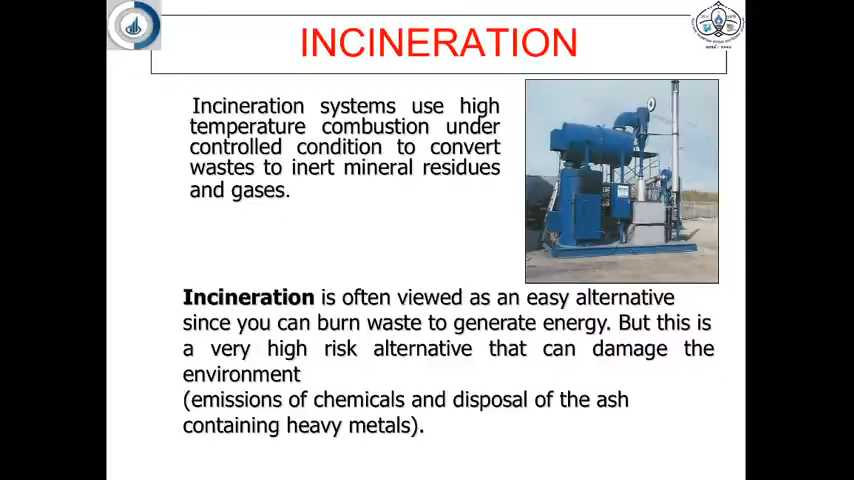 INCINERATION
Incineration systems use high
temperature combustion under
controlled condition to convert
wastes to inert mineral residues
and gases.
Incineration is often viewed as an easy alternative
since you can burn waste to generate energy. But this is
a very high risk alternative that can damage the
environment
(emissions of chemicals and disposal of the ash
containing heavy metals).